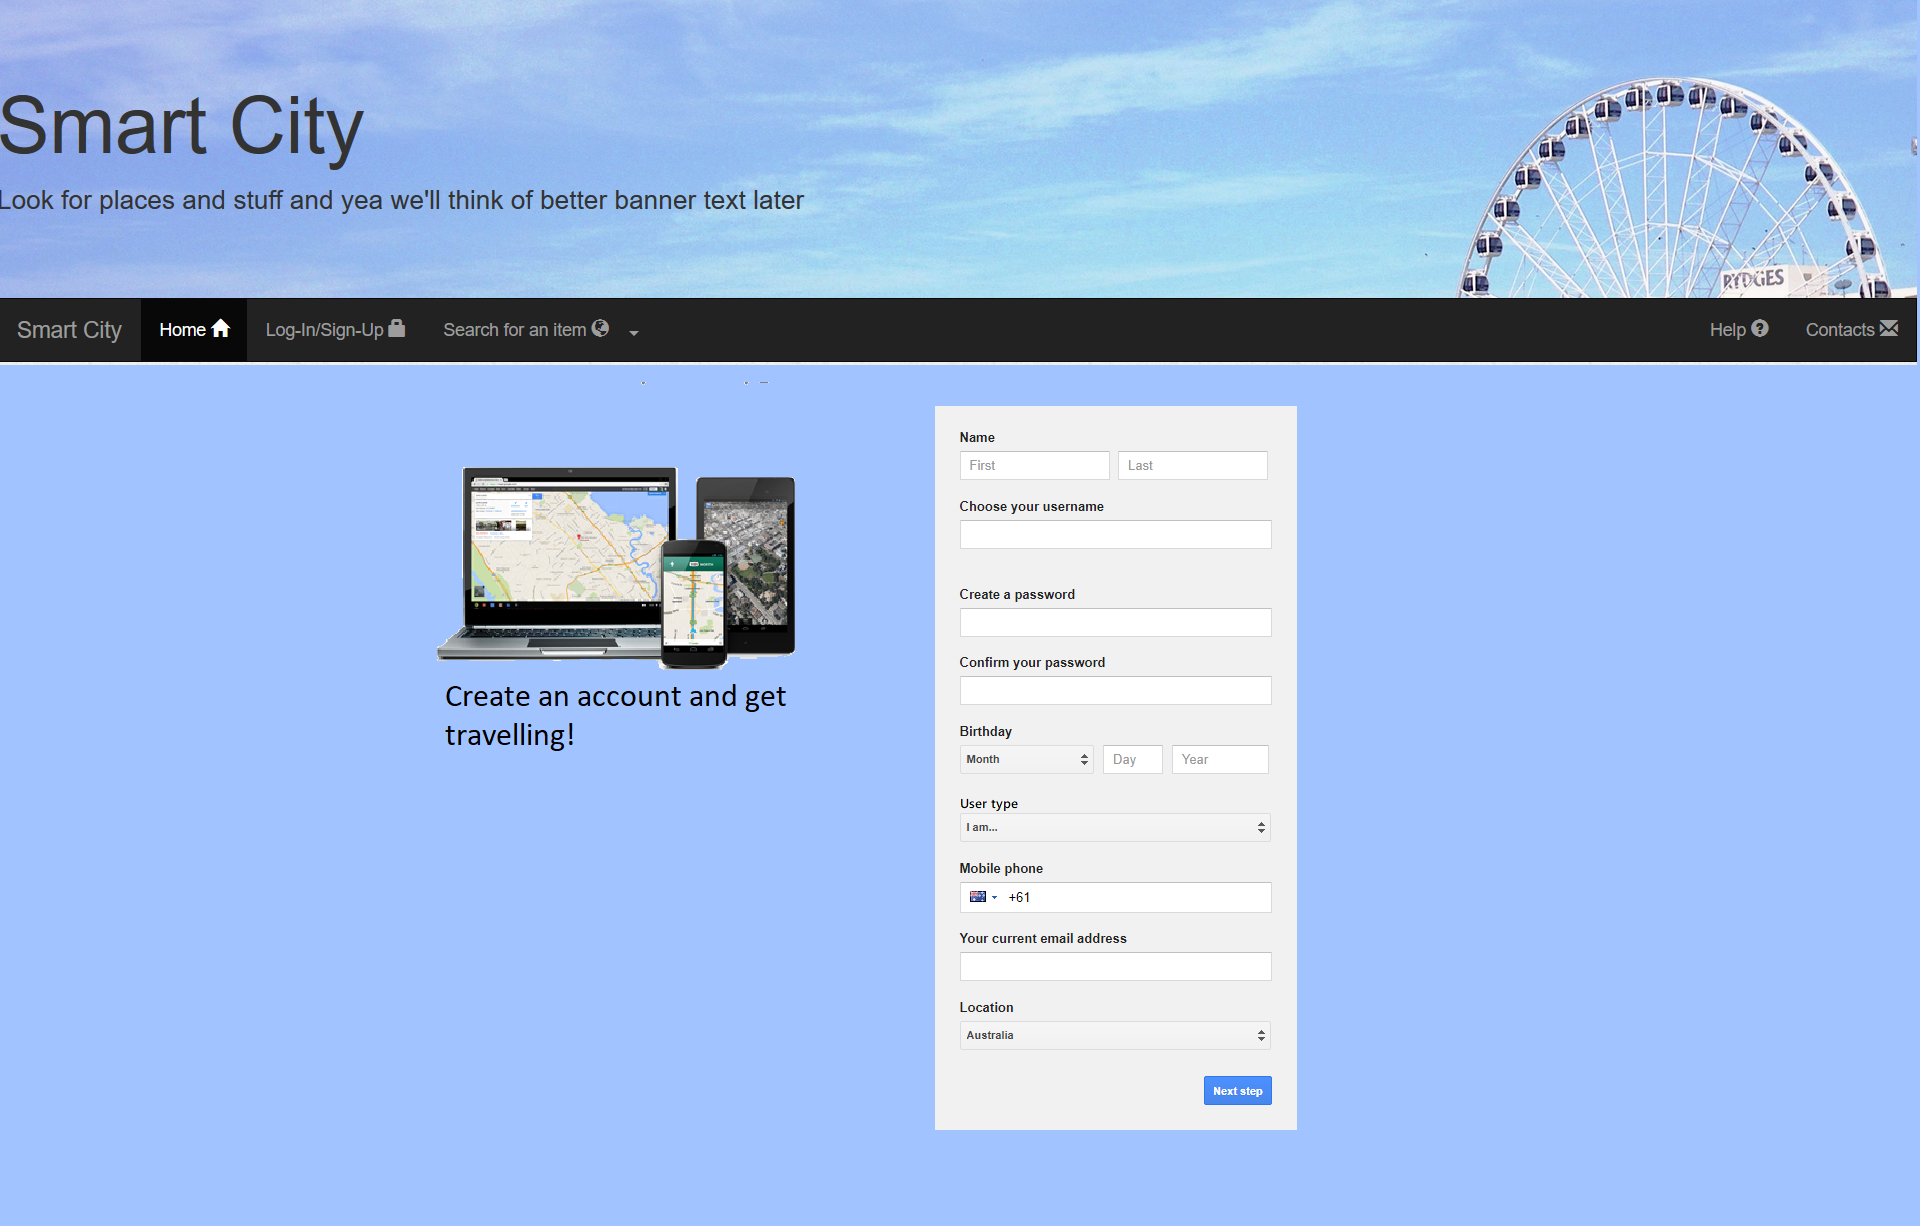 Smart City
Look for places and stuff and yea we'll think of better banner text later
RYDGES
Smart City Home Log-In/Sign-Up Search for an item Help Contacts
Name
First Last
Choose your username
Create a password
Confirm your password
Birthday
Month Day Year
User type
I am...
Mobile phone
+61
Your current email address
Location
Australia
Next step
Create an account and get
travelling!